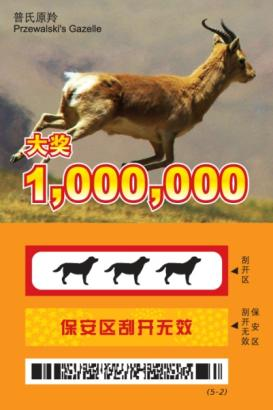 普氏原羚
Przewalski's Gazelle
大奖
1,000,000
刮开区
保安区刮开无效
保安区
刮开无效
(5-2)